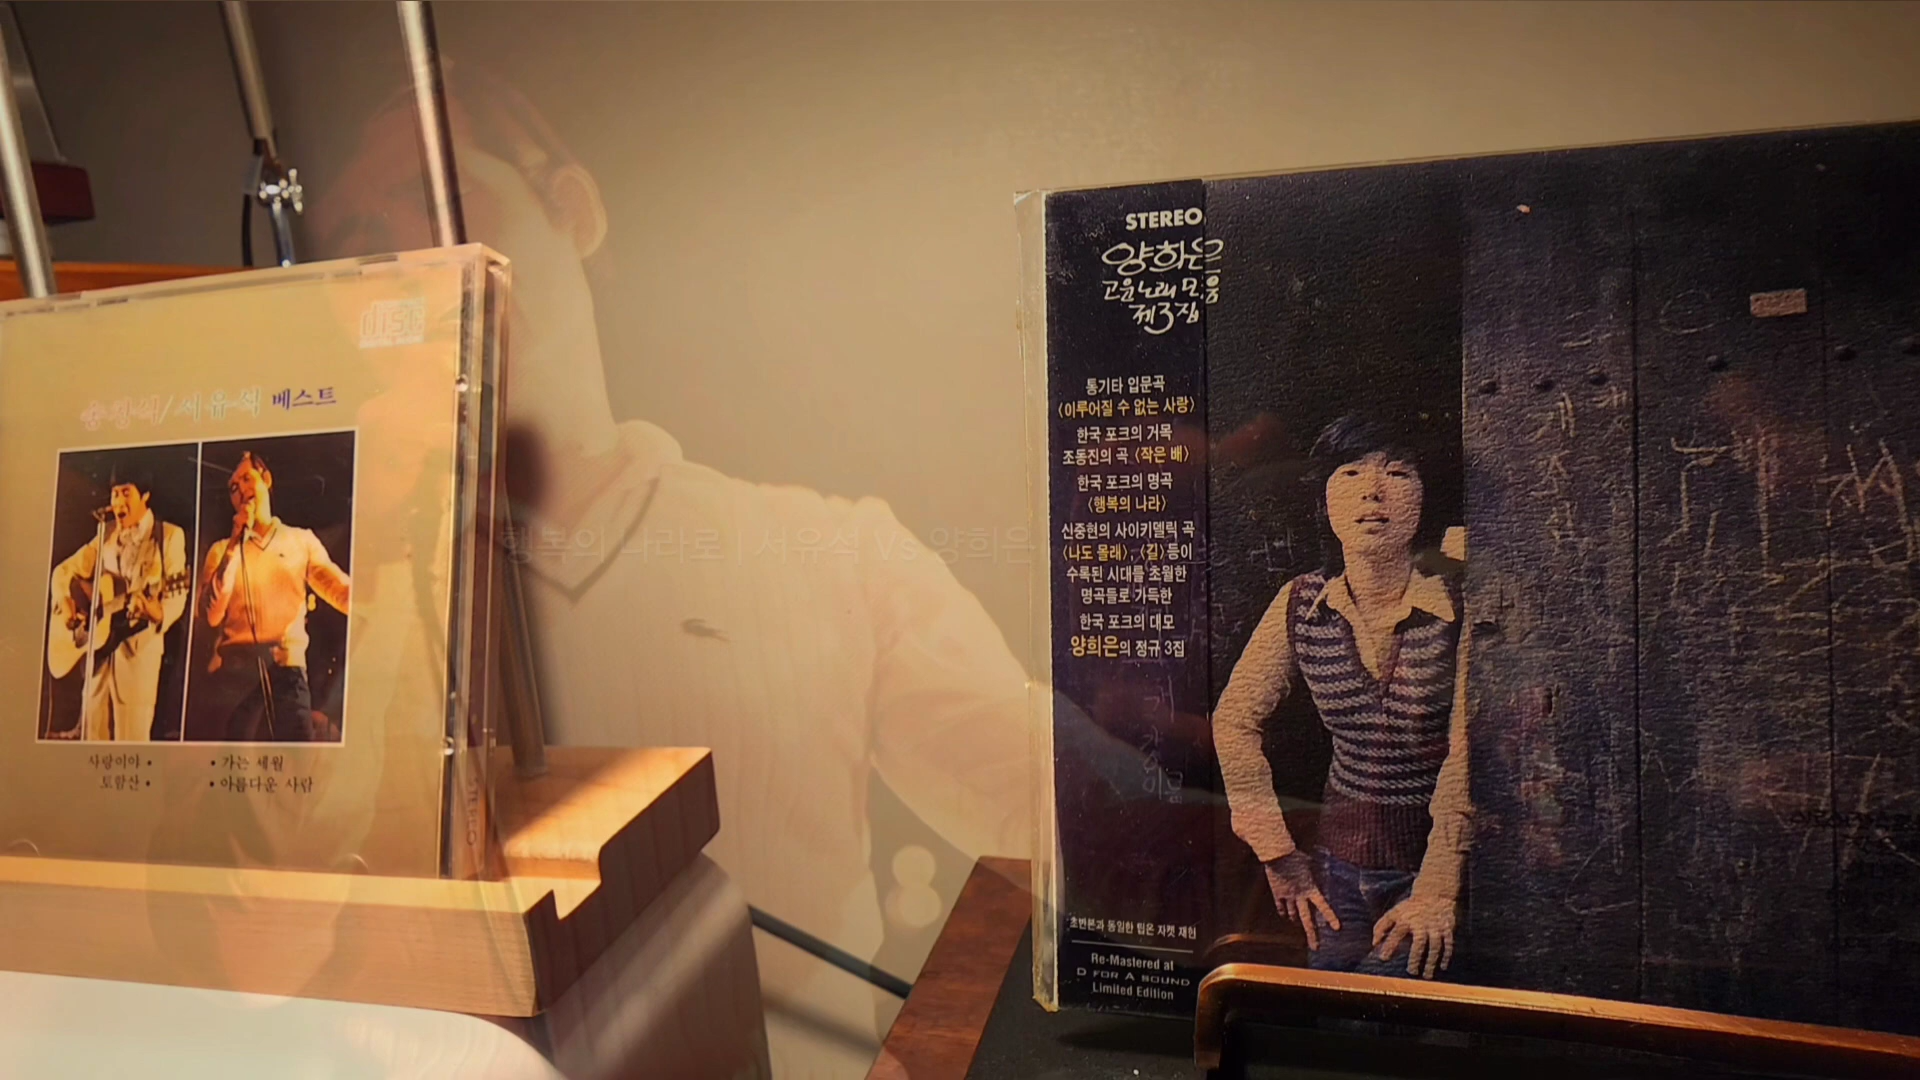 disc
송창식/서유석 베스트
사랑이야 • • 가는 세월
토함산 • • 아름다운 사람
STEREO
행복의 나라로 서유석 Vs 양희은
STEREO
양희은
고운노래 모음
제3집
통기타 입문곡
〈이루어질 수 없는 사랑〉
한국 포크의 거목
조동진의 곡 〈작은 배〉
한국 포크의 명곡
〈행복의 나라〉
신중현의 사이키델릭 곡
〈나도 몰래〉, 〈길〉등이
수록된 시대를 초월한
명곡들로 가득한
한국 포크의 대모
양희은의 정규 3집
초반본과 동일한 팁온 자켓 재현
Re-Mastered at
D FOR A SOUND
Limited Edition